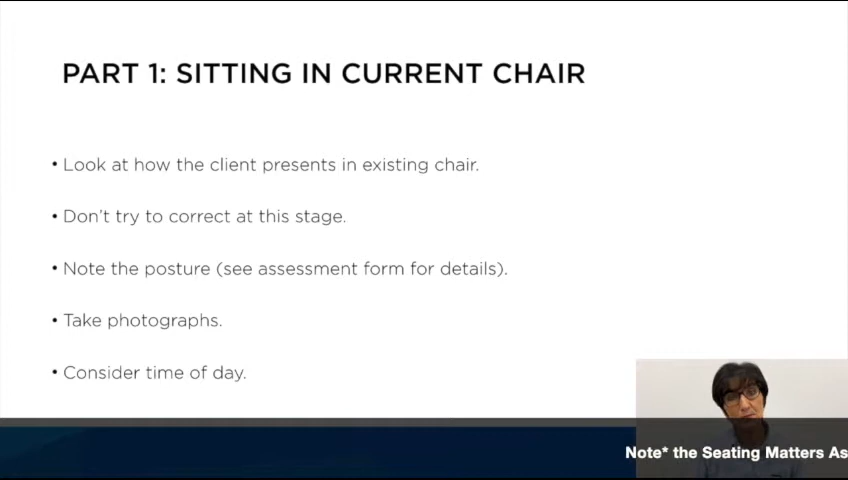 PART 1: SITTING IN CURRENT CHAIR
• Look at how the client presents in existing chair.
• Don't try to correct at this stage.
• Note the posture (see assessment form for details).
• Take photographs.
• Consider time of day.
Note* the Seating Matters As